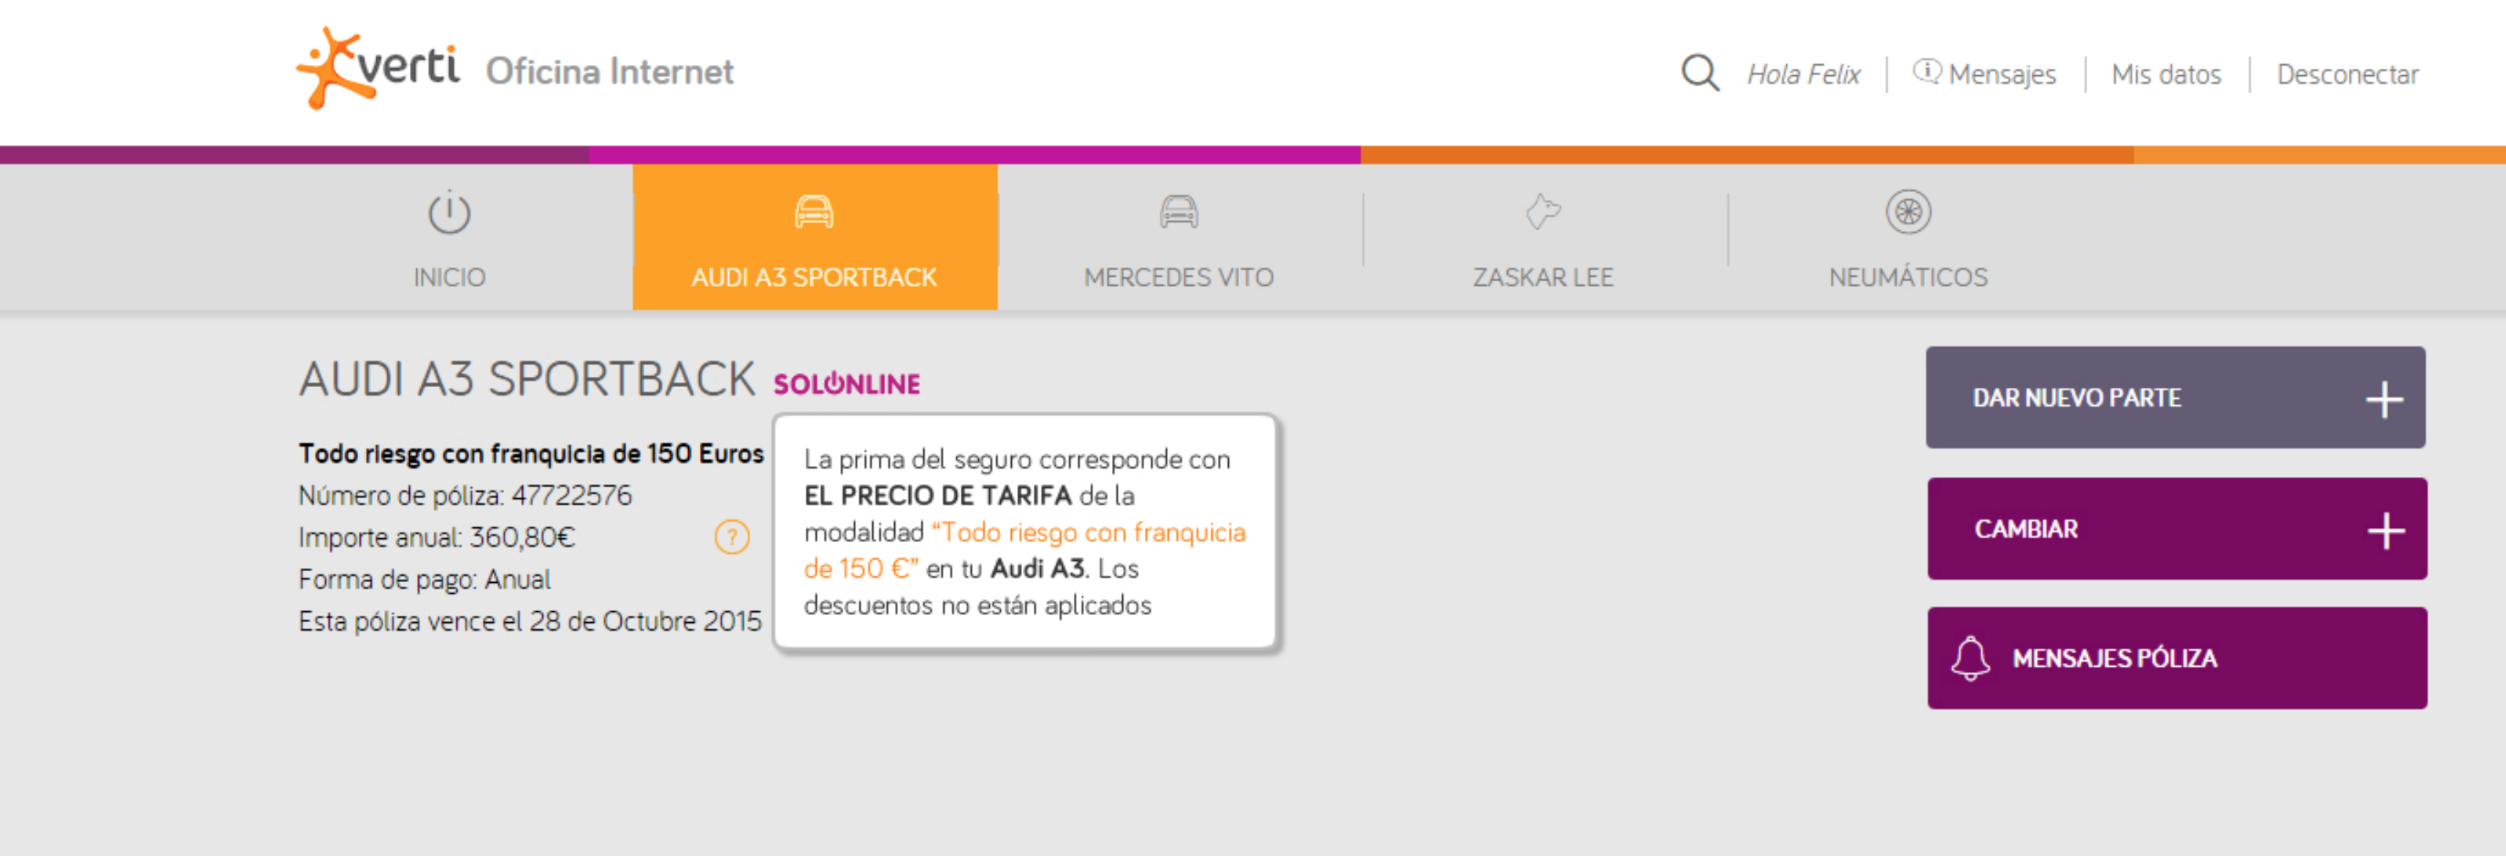 verti Oficina Internet
Hola Felix
Mensajes
Mis datos
Desconectar
INICIO
AUDI A3 SPORTBACK
MERCEDES VITO
ZASKAR LEE
NEUMÁTICOS
AUDI A3 SPORTBACK SOLONLINE
Todo riesgo con franquicia de 150 Euros
Número de póliza: 47722576
Importe anual: 360,80€ ?
Forma de pago: Anual
Esta póliza vence el 28 de Octubre 2015
La prima del seguro corresponde con
EL PRECIO DE TARIFA de la
modalidad "Todo riesgo con franquicia
de 150 €" en tu Audi A3. Los
descuentos no están aplicados
DAR NUEVO PARTE
CAMBIAR
MENSAJES PÓLIZA